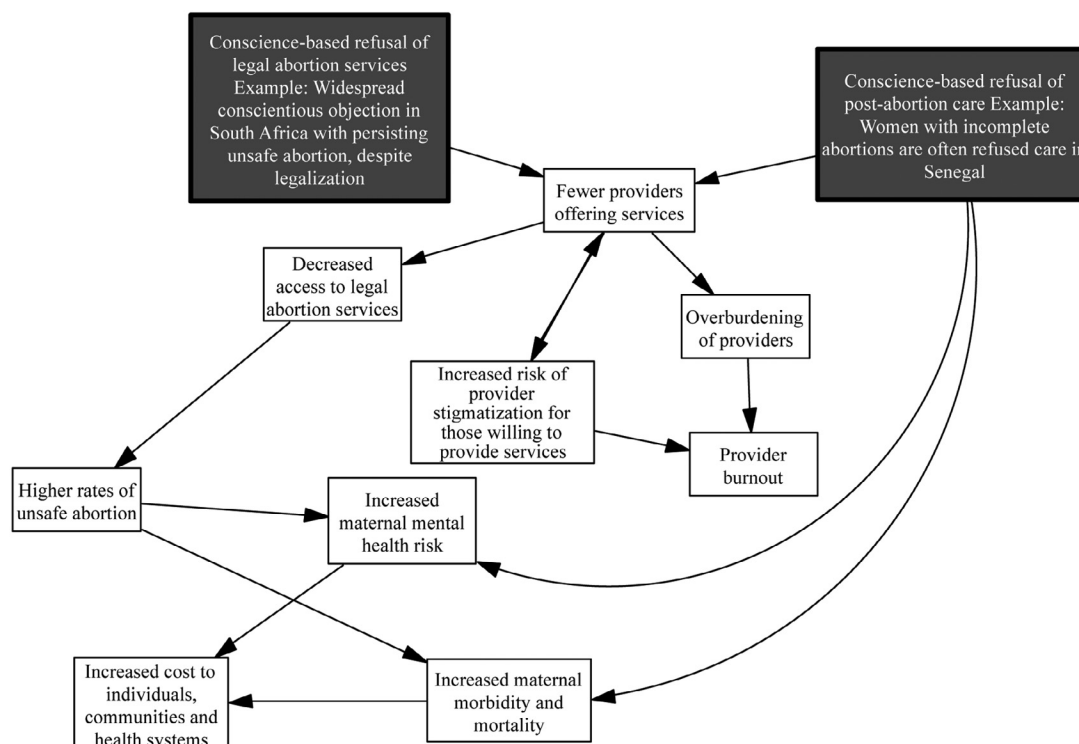 Conscience-based refusal of
legal abortion services
Example: Widespread
conscientious objection in
South Africa with persisting
unsafe abortion, despite
legalization
Conscience-based refusal of
post-abortion care Example:
Women with incomplete
abortions are often refused care in
Senegal
Fewer providers
offering services
Decreased
access to legal
abortion services
Overburdening
of providers
Increased risk of
provider
stigmatization for
those willing to
provide services
Provider
burnout
Higher rates of
unsafe abortion
Increased
maternal mental
health risk
Increased cost to
individuals,
communities and
health systems
Increased maternal
morbidity and
mortality